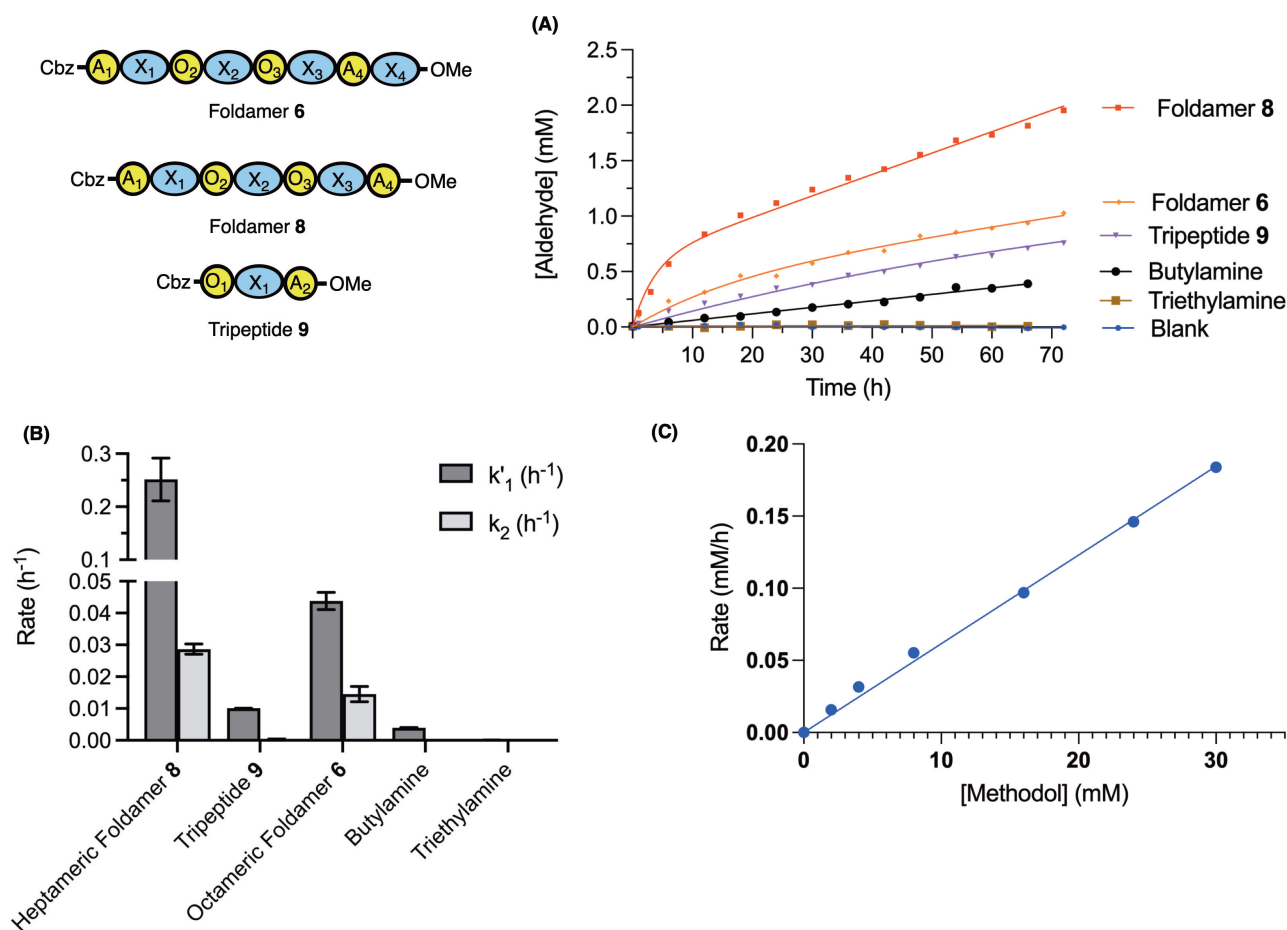 Cbz A₁ X₁ O₂ X₂ O₃ X₃ A₄ X₄ OMe
Foldamer 6
Cbz A₁ X₁ O₂ X₂ O₃ X₃ A₄ OMe
Foldamer 8
Cbz O₁ X₁ A₂ OMe
Tripeptide 9
(A)
[Aldehyde] (mM)
2.5
2.0
1.5
1.0
0.5
0.0
10 20 30 40 50 60 70
Time (h)
Foldamer 8
Foldamer 6
Tripeptide 9
Butylamine
Triethylamine
Blank
(B)
Rate (h⁻¹)
0.3
0.2
0.1
0.05
0.04
0.03
0.02
0.01
0.00
k'₁ (h⁻¹)
k₂ (h⁻¹)
Heptameric Foldamer 8
Tripeptide 9
Octameric Foldamer 6
Butylamine
Triethylamine
(C)
Rate (mM/h)
0.20
0.15
0.10
0.05
0.00
0 10 20 30
[Methodol] (mM)